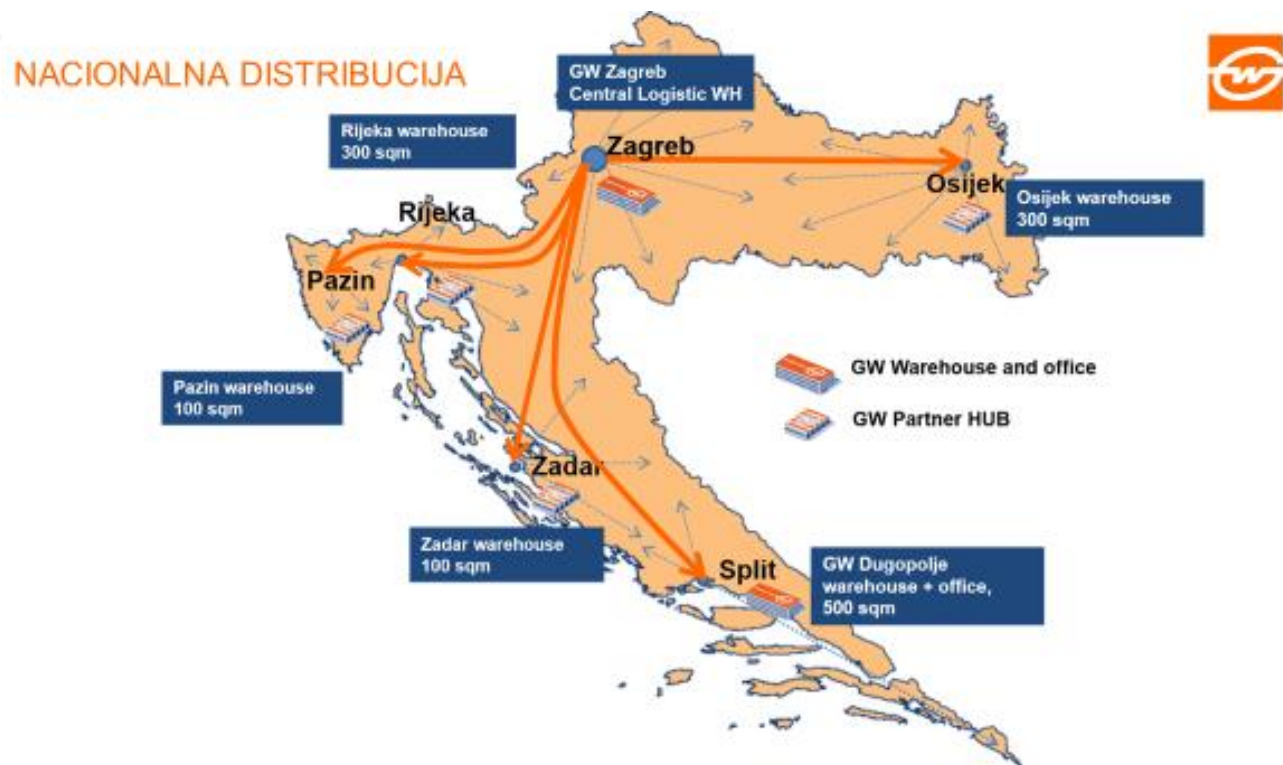 NACIONALNA DISTRIBUCIJA
GW Zagreb
Central Logistic WH
Rijeka warehouse
300 sqm
Zagreb
Osijek
Osijek warehouse
300 sqm
Rijeka
Pazin
Pazin warehouse
100 sqm
GW Warehouse and office
GW Partner HUB
Zadar
Zadar warehouse
100 sqm
Split
GW Dugopolje
warehouse + office,
500 sqm